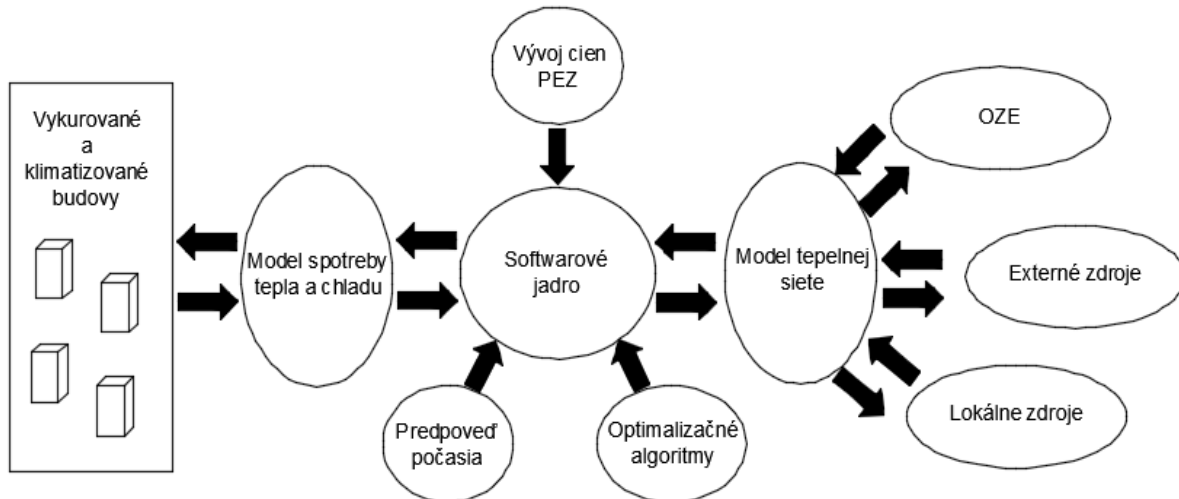 Vykurované
a
klimatizované
budovy
Model spotreby
tepla a chladu
Vývoj cien
PEZ
Softwarové
jadro
Predpoveď
počasia
Optimalizačné
algoritmy
Model tepelnej
siete
OZE
Externé zdroje
Lokálne zdroje